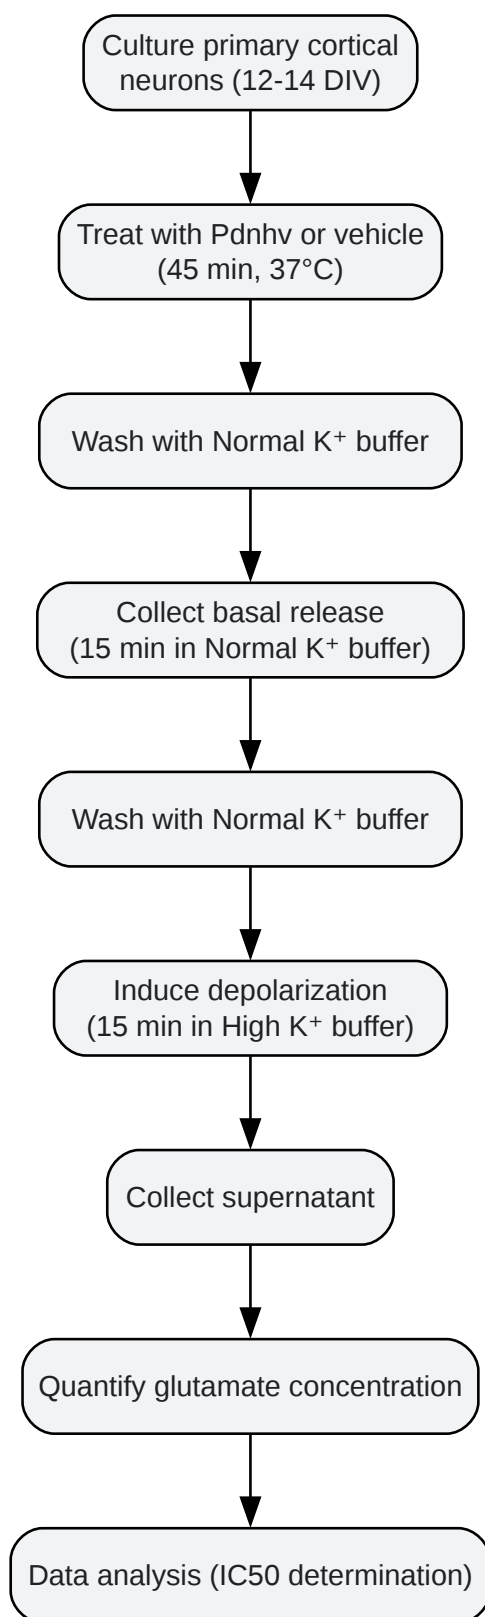 Culture primary cortical
neurons (12-14 DIV)
Treat with Pdnhv or vehicle
(45 min, 37°C)
Wash with Normal K⁺ buffer
Collect basal release
(15 min in Normal K⁺ buffer)
Wash with Normal K⁺ buffer
Induce depolarization
(15 min in High K⁺ buffer)
Collect supernatant
Quantify glutamate concentration
Data analysis (IC50 determination)